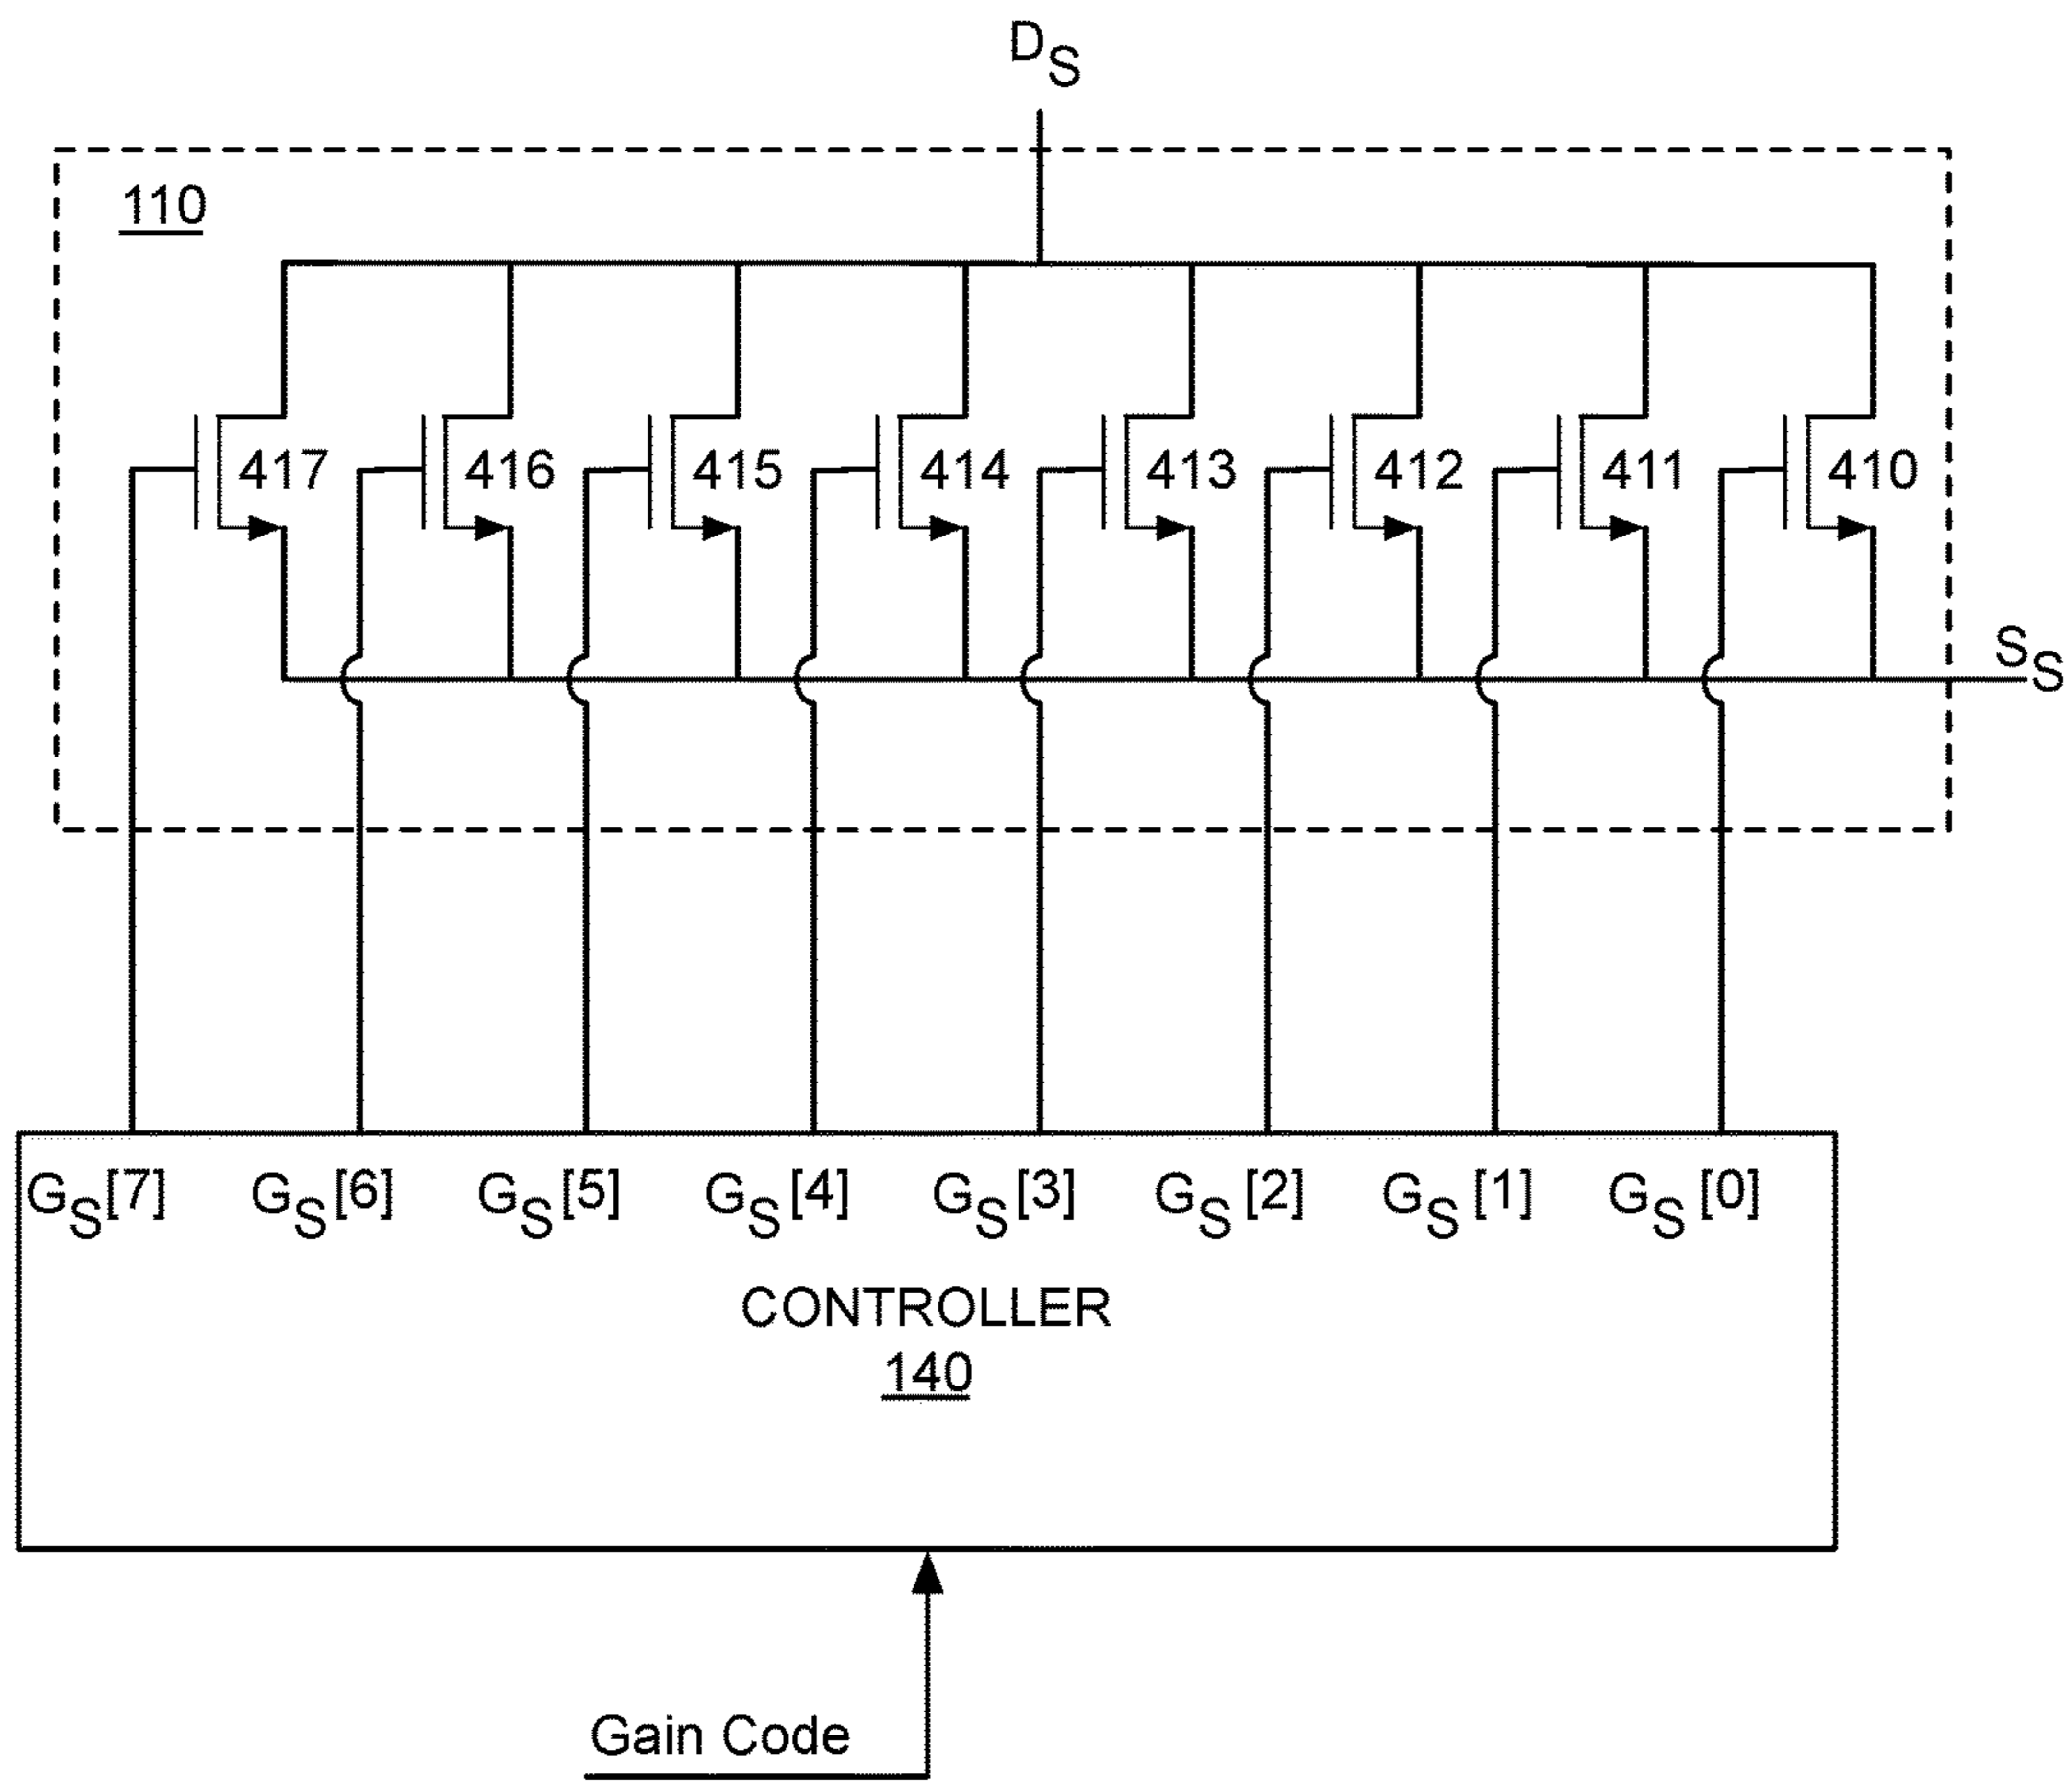 DS
110
417 416 415 414 413 412 411 410
SS
GS[7] GS[6] GS[5] GS[4] GS[3] GS[2] GS[1] GS[0]
CONTROLLER
140
Gain Code